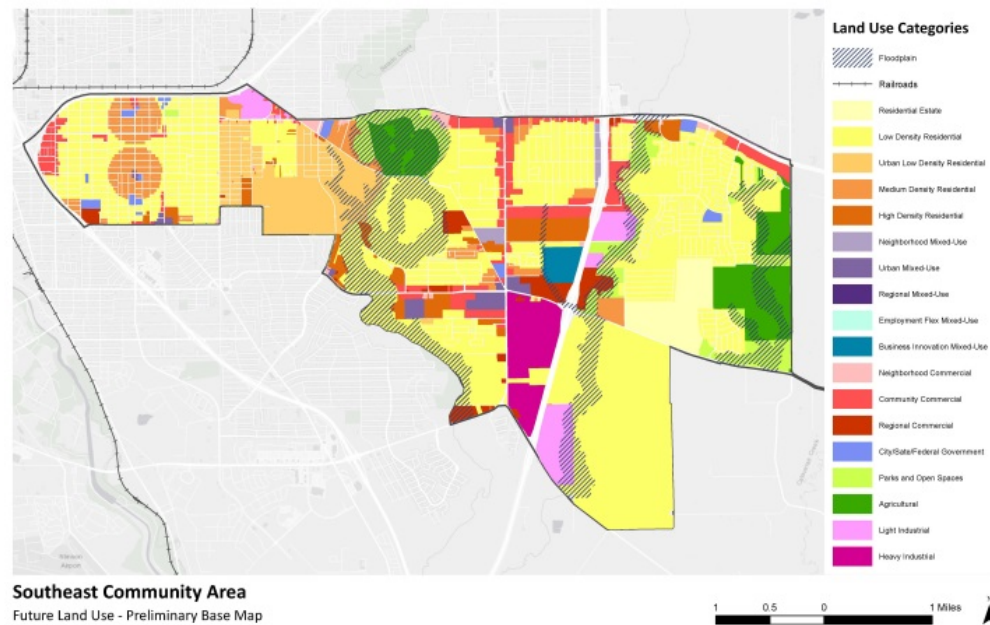 Land Use Categories
Floodplain
Railroads
Residential Estate
Low Density Residential
Urban Low Density Residential
Medium Density Residential
High Density Residential
Neighborhood Mixed-Use
Urban Mixed-Use
Regional Mixed-Use
Employment Flex Mixed-Use
Business Innovation Mixed-Use
Neighborhood Commercial
Community Commercial
Regional Commercial
City/Sate/Federal Government
Parks and Open Spaces
Agricultural
Light Industrial
Heavy Industrial
Southeast Community Area
Future Land Use - Preliminary Base Map
1 0.5 0 1 Miles